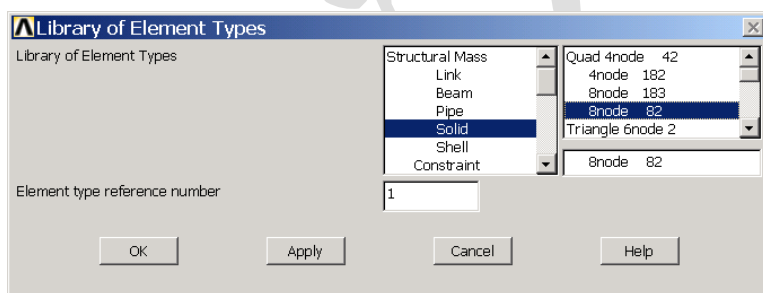 Library of Element Types
Library of Element Types
Structural Mass
Link
Beam
Pipe
Solid
Shell
Constraint
Quad 4node 42
4node 182
8node 183
8node 82
Triangle 6node 2
8node 82
Element type reference number
1
OK
Apply
Cancel
Help